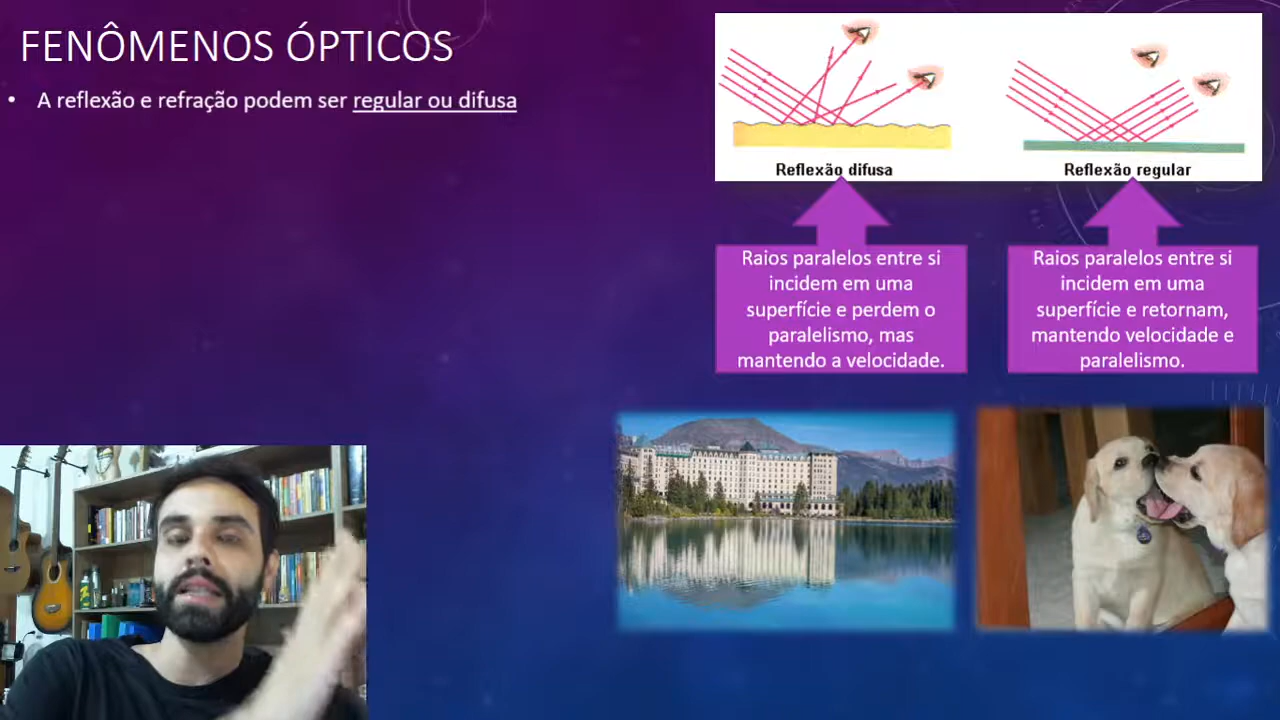 FENÔMENOS ÓPTICOS
• A reflexão e refração podem ser regular ou difusa
Reflexão difusa
Reflexão regular
Raios paralelos entre si
incidem em uma
superfície e perdem o
paralelismo, mas
mantendo a velocidade.
Raios paralelos entre si
incidem em uma
superfície e retornam,
mantendo velocidade e
paralelismo.